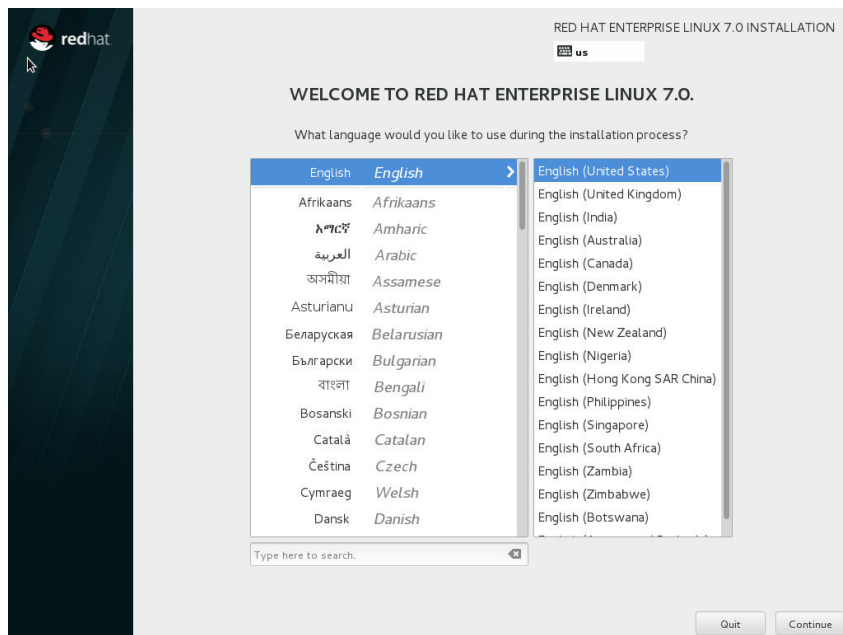 redhat
RED HAT ENTERPRISE LINUX 7.0 INSTALLATION
us
WELCOME TO RED HAT ENTERPRISE LINUX 7.0.
What language would you like to use during the installation process?
English English
Afrikaans Afrikaans
አማርኛ Amharic
العربية Arabic
অসমীয়া Assamese
Asturianu Asturian
Беларуская Belarusian
Български Bulgarian
বাংলা Bengali
Bosanski Bosnian
Català Catalan
Čeština Czech
Cymraeg Welsh
Dansk Danish
English (United States)
English (United Kingdom)
English (India)
English (Australia)
English (Canada)
English (Denmark)
English (Ireland)
English (New Zealand)
English (Nigeria)
English (Hong Kong SAR China)
English (Philippines)
English (Singapore)
English (South Africa)
English (Zambia)
English (Zimbabwe)
English (Botswana)
Type here to search.
Quit
Continue